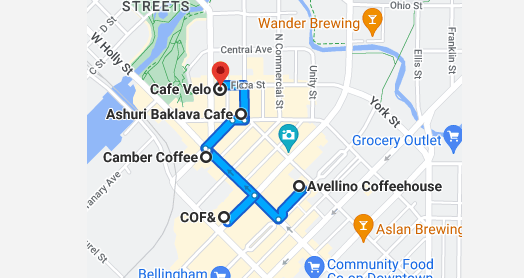 STREETS
Ohio St
Wander Brewing
W Holly St
Central Ave
N Commercial St
Unity St
Ellis St
Franklin St
C St
Cafe Velo
Flora St
York St
Ashuri Baklava Cafe
Grocery Outlet
Camber Coffee
Avellino Coffeehouse
anary Ave
COF&
Aslan Brewing
urel St
Bellingham
Community Food
Co-op Downtown